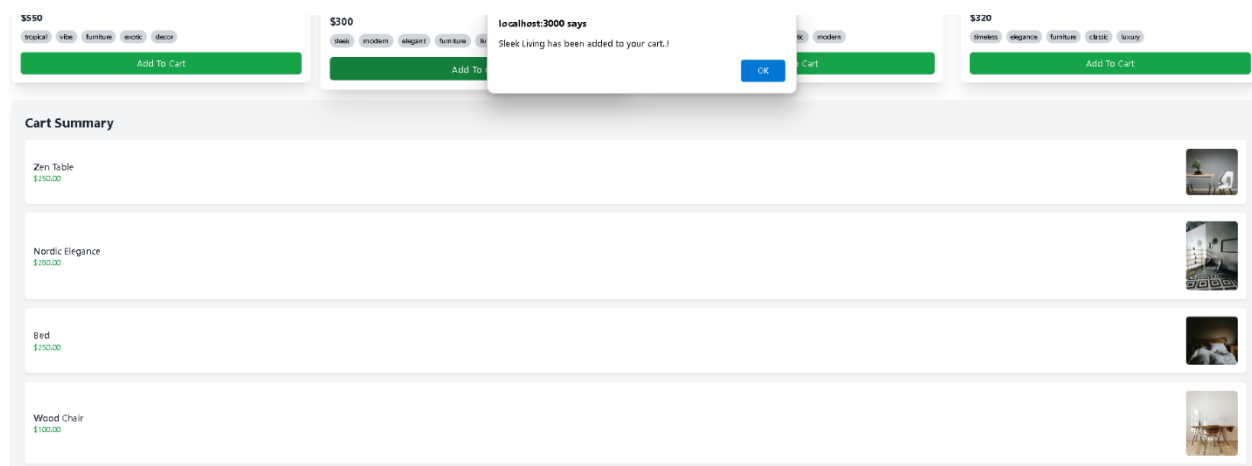 $550
tropical vibe furniture exotic decor
Add To Cart
$300
sleek modern elegant furniture
Add To
localhost:3000 says
Sleek Living has been added to your cart..!
OK
modern
Cart
$320
timeless elegance furniture classic luxury
Add To Cart
Cart Summary
Zen Table
$250.00
Nordic Elegance
$280.00
Bed
$250.00
Wood Chair
$100.00